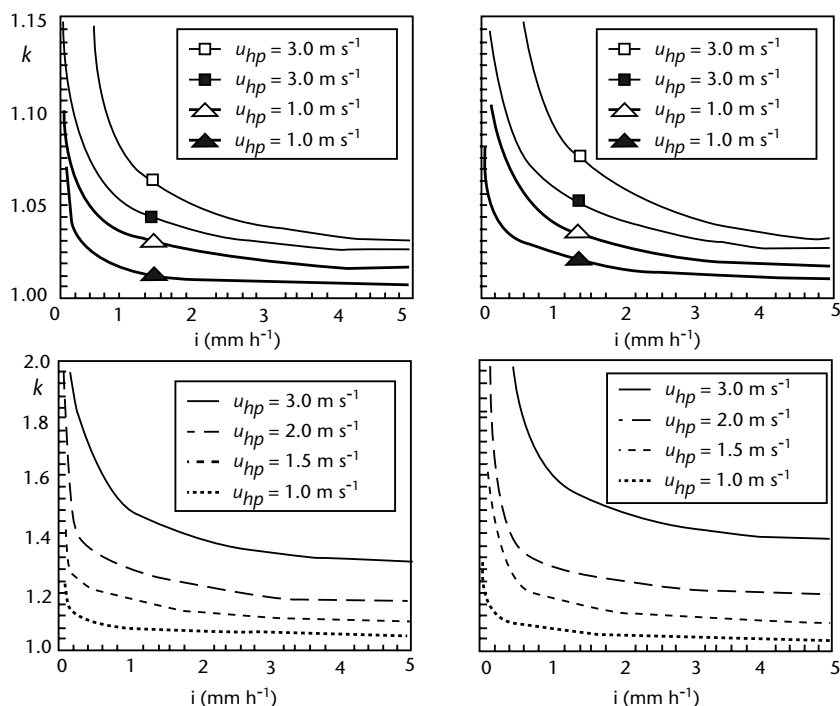 1.15
k
1.10
1.05
1.00
u_hp = 3.0 m s⁻¹
u_hp = 3.0 m s⁻¹
u_hp = 1.0 m s⁻¹
u_hp = 1.0 m s⁻¹
0 1 2 3 4 5
i (mm h⁻¹)
u_hp = 3.0 m s⁻¹
u_hp = 3.0 m s⁻¹
u_hp = 1.0 m s⁻¹
u_hp = 1.0 m s⁻¹
0 1 2 3 4 5
i (mm h⁻¹)
2.0
k
1.8
1.6
1.4
1.2
1.0
u_hp = 3.0 m s⁻¹
u_hp = 2.0 m s⁻¹
u_hp = 1.5 m s⁻¹
u_hp = 1.0 m s⁻¹
0 1 2 3 4 5
i (mm h⁻¹)
u_hp = 3.0 m s⁻¹
u_hp = 2.0 m s⁻¹
u_hp = 1.5 m s⁻¹
u_hp = 1.0 m s⁻¹
0 1 2 3 4 5
i (mm h⁻¹)